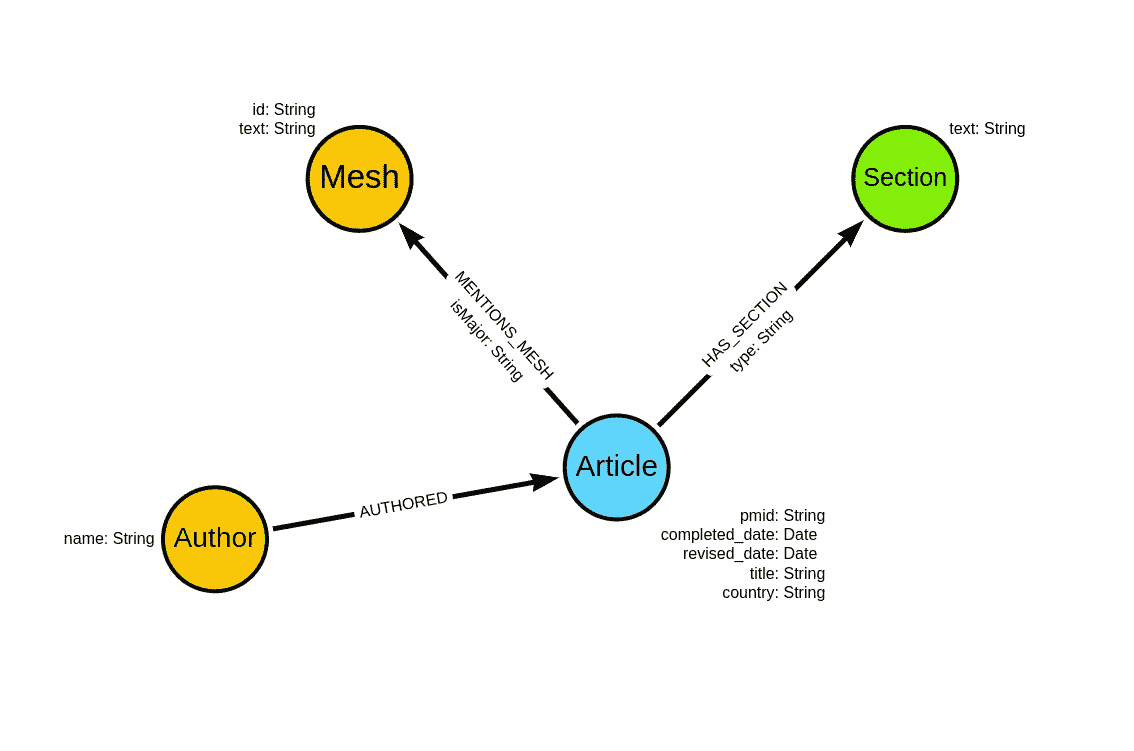 id: String
text: String
Mesh
text: String
Section
MENTIONS_MESH
isMajor: String
HAS_SECTION
type: String
Article
pmid: String
completed_date: Date
revised_date: Date
title: String
country: String
AUTHORED
name: String
Author